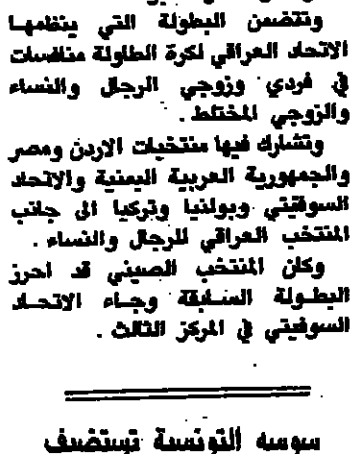 وتتضمن البطولة التي ينظمها
الاتحاد العراقي لكرة الطاولة منافسات
في فردي وزوجي الرجال والنساء
والزوجي المختلط .
وتشارك فيها منتخبات الاردن ومصر
والجمهورية العربية اليمنية والاتحاد
السوفيتي وبولنيا وتركيا الى جانب
المنتخب العراقي للرجال والنساء .
وكان المنتخب الصيني قد احرز
البطولة السابقة وجاء الاتحاد
السوفيتي في المركز الثالث .
سوسه التونسية تستضيف